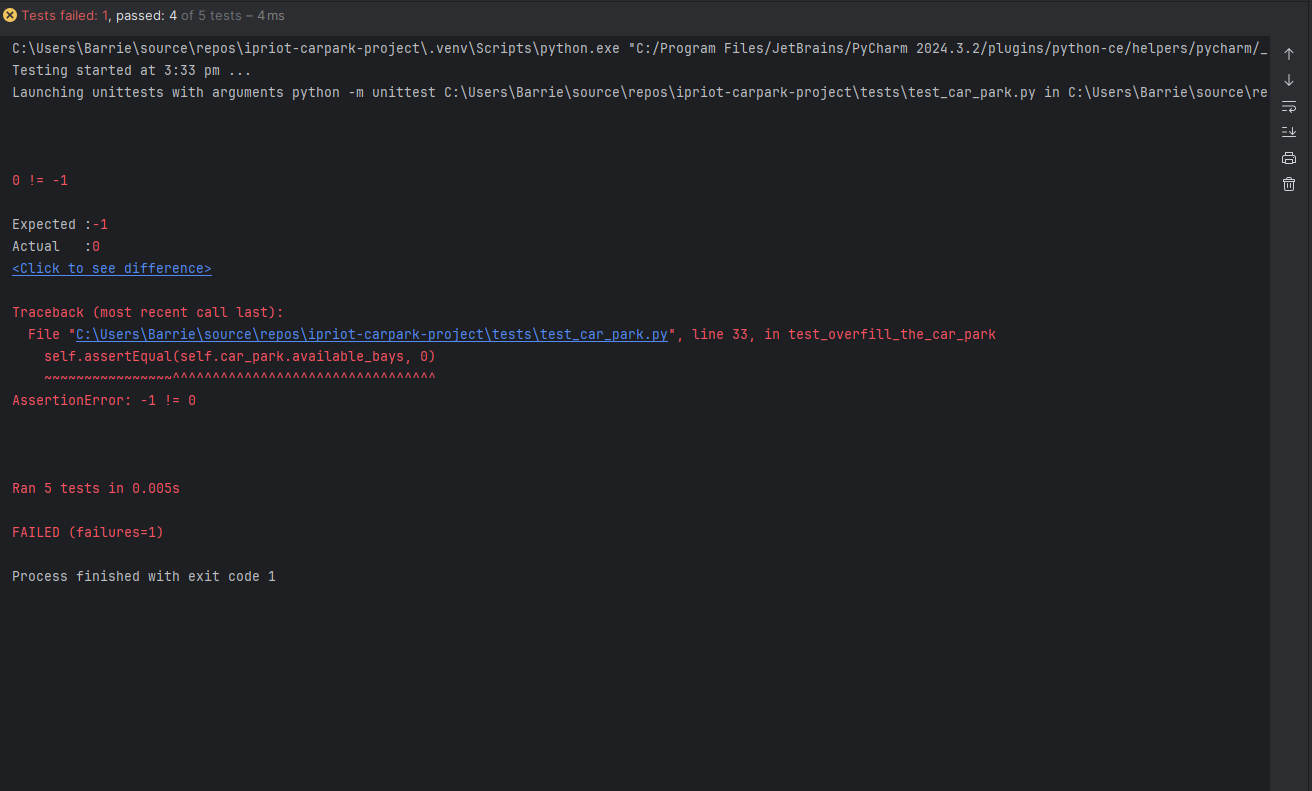 Tests failed: 1, passed: 4 of 5 tests – 4 ms
C:\Users\Barrie\source\repos\ipriot-carpark-project\.venv\Scripts\python.exe "C:/Program Files/JetBrains/PyCharm 2024.3.2/plugins/python-ce/helpers/pycharm/_
Testing started at 3:33 pm ...
Launching unittests with arguments python -m unittest C:\Users\Barrie\source\repos\ipriot-carpark-project\tests\test_car_park.py in C:\Users\Barrie\source\re
0 != -1
Expected :-1
Actual   :0
<Click to see difference>
Traceback (most recent call last):
  File "C:\Users\Barrie\source\repos\ipriot-carpark-project\tests\test_car_park.py", line 33, in test_overfill_the_car_park
    self.assertEqual(self.car_park.available_bays, 0)
    ~~~~~~~~~~~~~~~~^^^^^^^^^^^^^^^^^^^^^^^^^^^^^^^^^
AssertionError: -1 != 0
Ran 5 tests in 0.005s
FAILED (failures=1)
Process finished with exit code 1